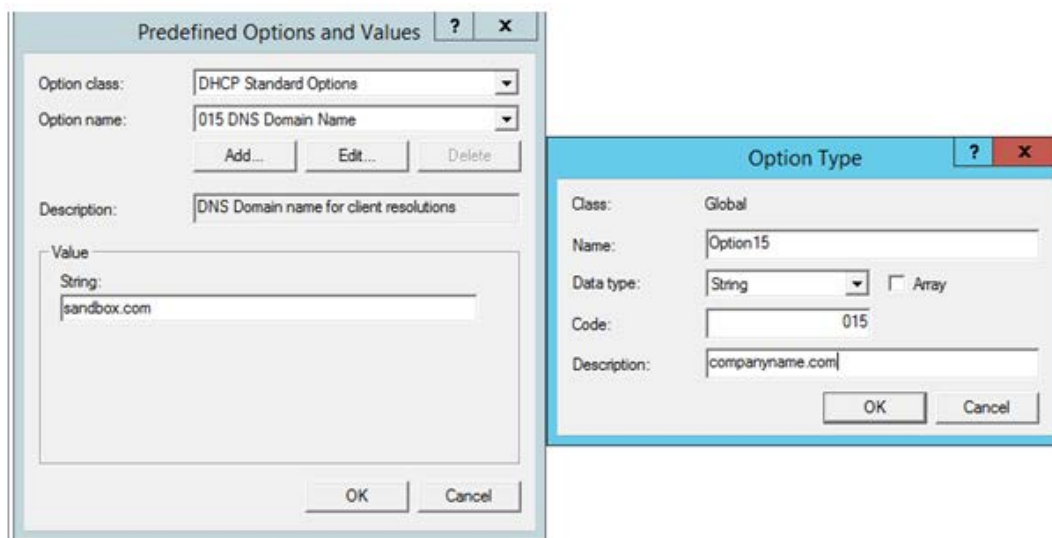 Predefined Options and Values ? x
Option class: DHCP Standard Options
Option name: 015 DNS Domain Name
Add... Edit... Delete
Description: DNS Domain name for client resolutions
Value
String:
sandbox.com
OK Cancel
Option Type ? x
Class: Global
Name: Option15
Data type: String Array
Code: 015
Description: companyname.com
OK Cancel